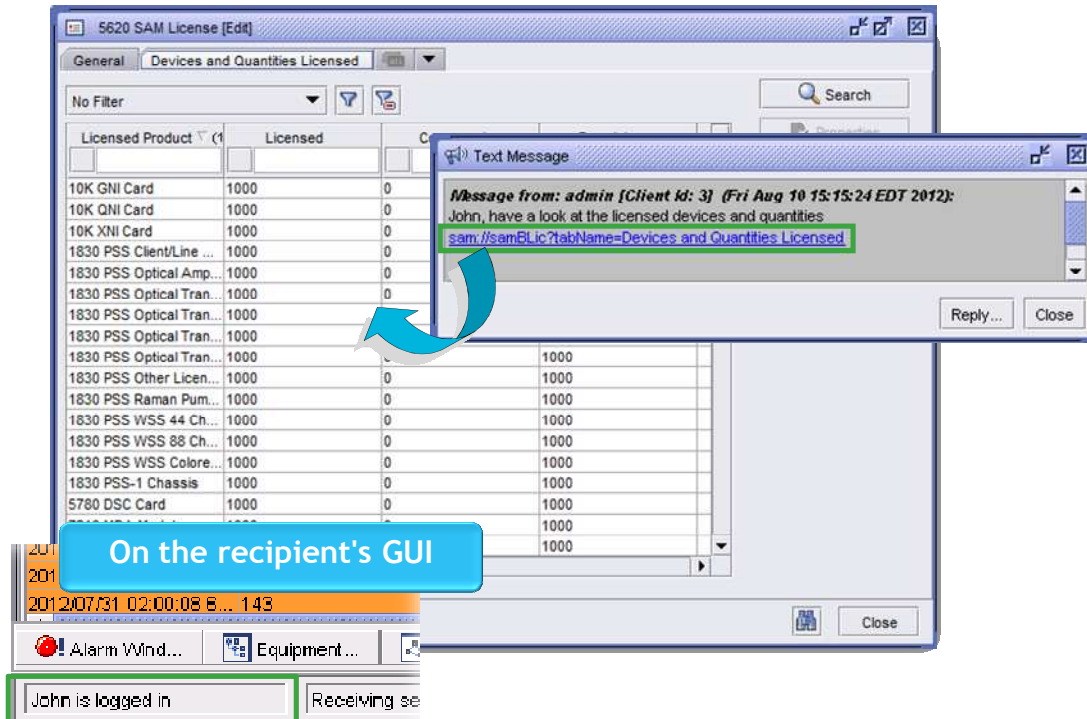 5620 SAM License [Edit]
General Devices and Quantities Licensed
No Filter
Search
Properties
Licensed Product (1 Licensed
10K GNI Card 1000 0
10K QNI Card 1000 0
10K XNI Card 1000 0
1830 PSS Client/Line ... 1000 0
1830 PSS Optical Amp... 1000 0
1830 PSS Optical Tran... 1000 0
1830 PSS Optical Tran... 1000
1830 PSS Optical Tran... 1000
1830 PSS Optical Tran... 1000 1000
1830 PSS Other Licen... 1000 0 1000
1830 PSS Raman Pum... 1000 0 1000
1830 PSS WSS 44 Ch... 1000 0 1000
1830 PSS WSS 88 Ch... 1000 0 1000
1830 PSS WSS Colore... 1000 0 1000
1830 PSS-1 Chassis 1000 0 1000
5780 DSC Card 1000 0 1000
1000
1000
Close
Text Message
Message from: admin [Client Id: 3] (Fri Aug 10 15:15:24 EDT 2012):
John, have a look at the licensed devices and quantities
sam://samBLic?tabName=Devices and Quantities Licensed
Reply... Close
On the recipient's GUI
201
201
2012/07/31 02:00:08 6... 143
Alarm Wind... Equipment ...
John is logged in Receiving se